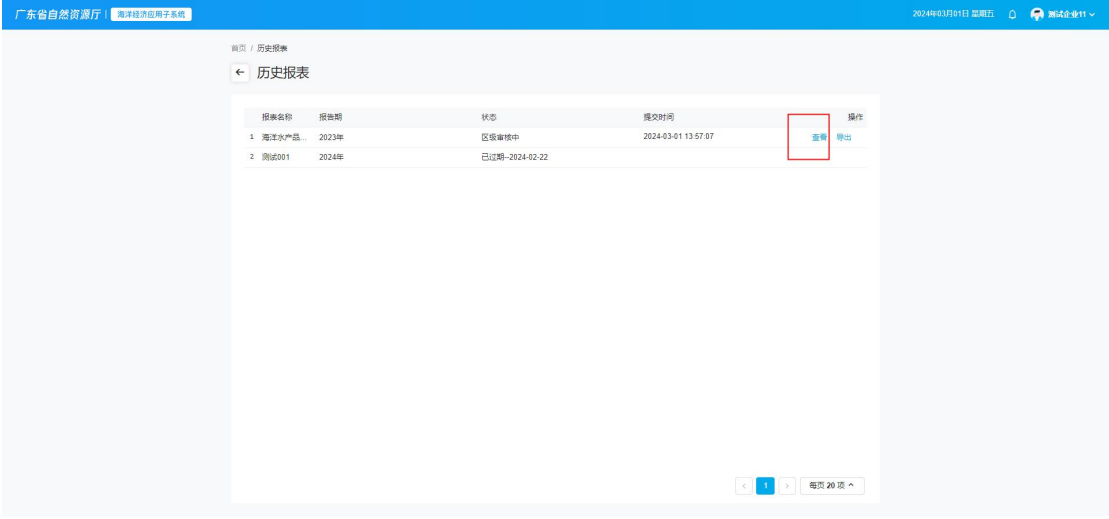 广东省自然资源厅 | 海洋经济应用子系统 2024年03月01日 星期五 测试企业11
首页 / 历史报表
← 历史报表
报表名称 报告期 状态 提交时间 操作
1 海洋水产品... 2023年 区级审核中 2024-03-01 13:57:07 查看 导出
2 测试001 2024年 已过期--2024-02-22
< 1 > 每页 20 项